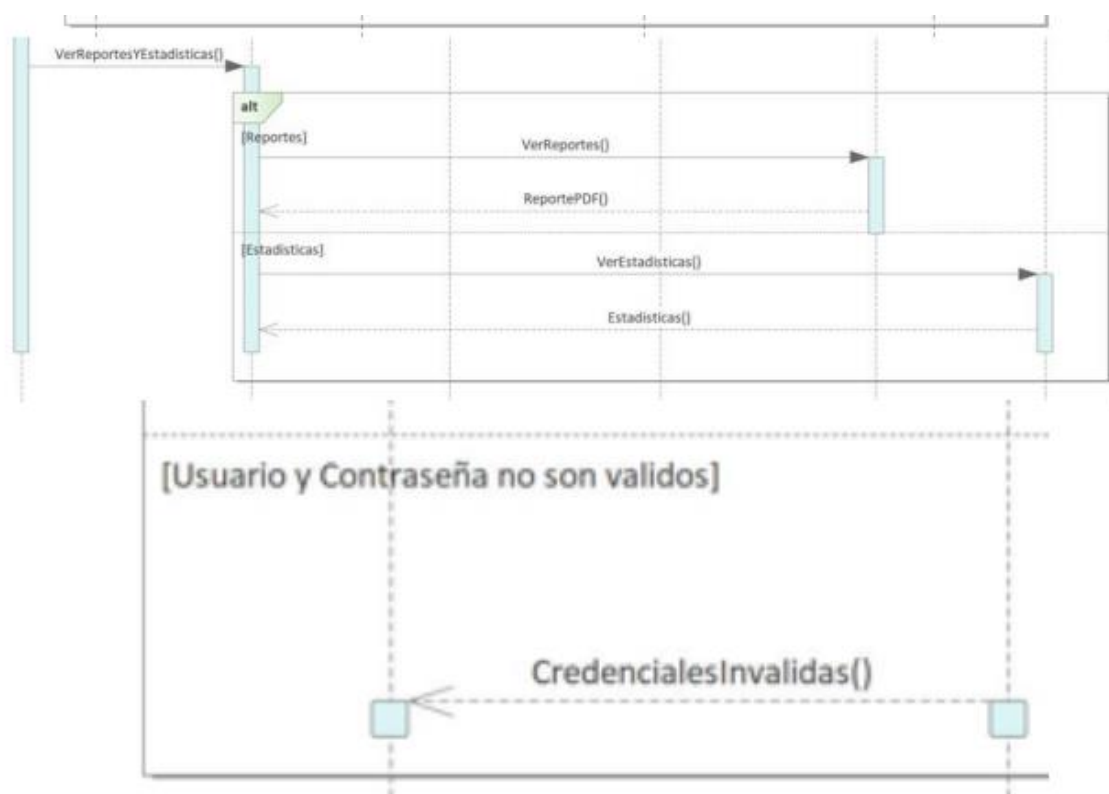 VerReportesYEstadisticas()
alt
[Reportes]
VerReportes()
ReportePDF()
[Estadisticas]
VerEstadisticas()
Estadisticas()
[Usuario y Contraseña no son validos]
CredencialesInvalidas()